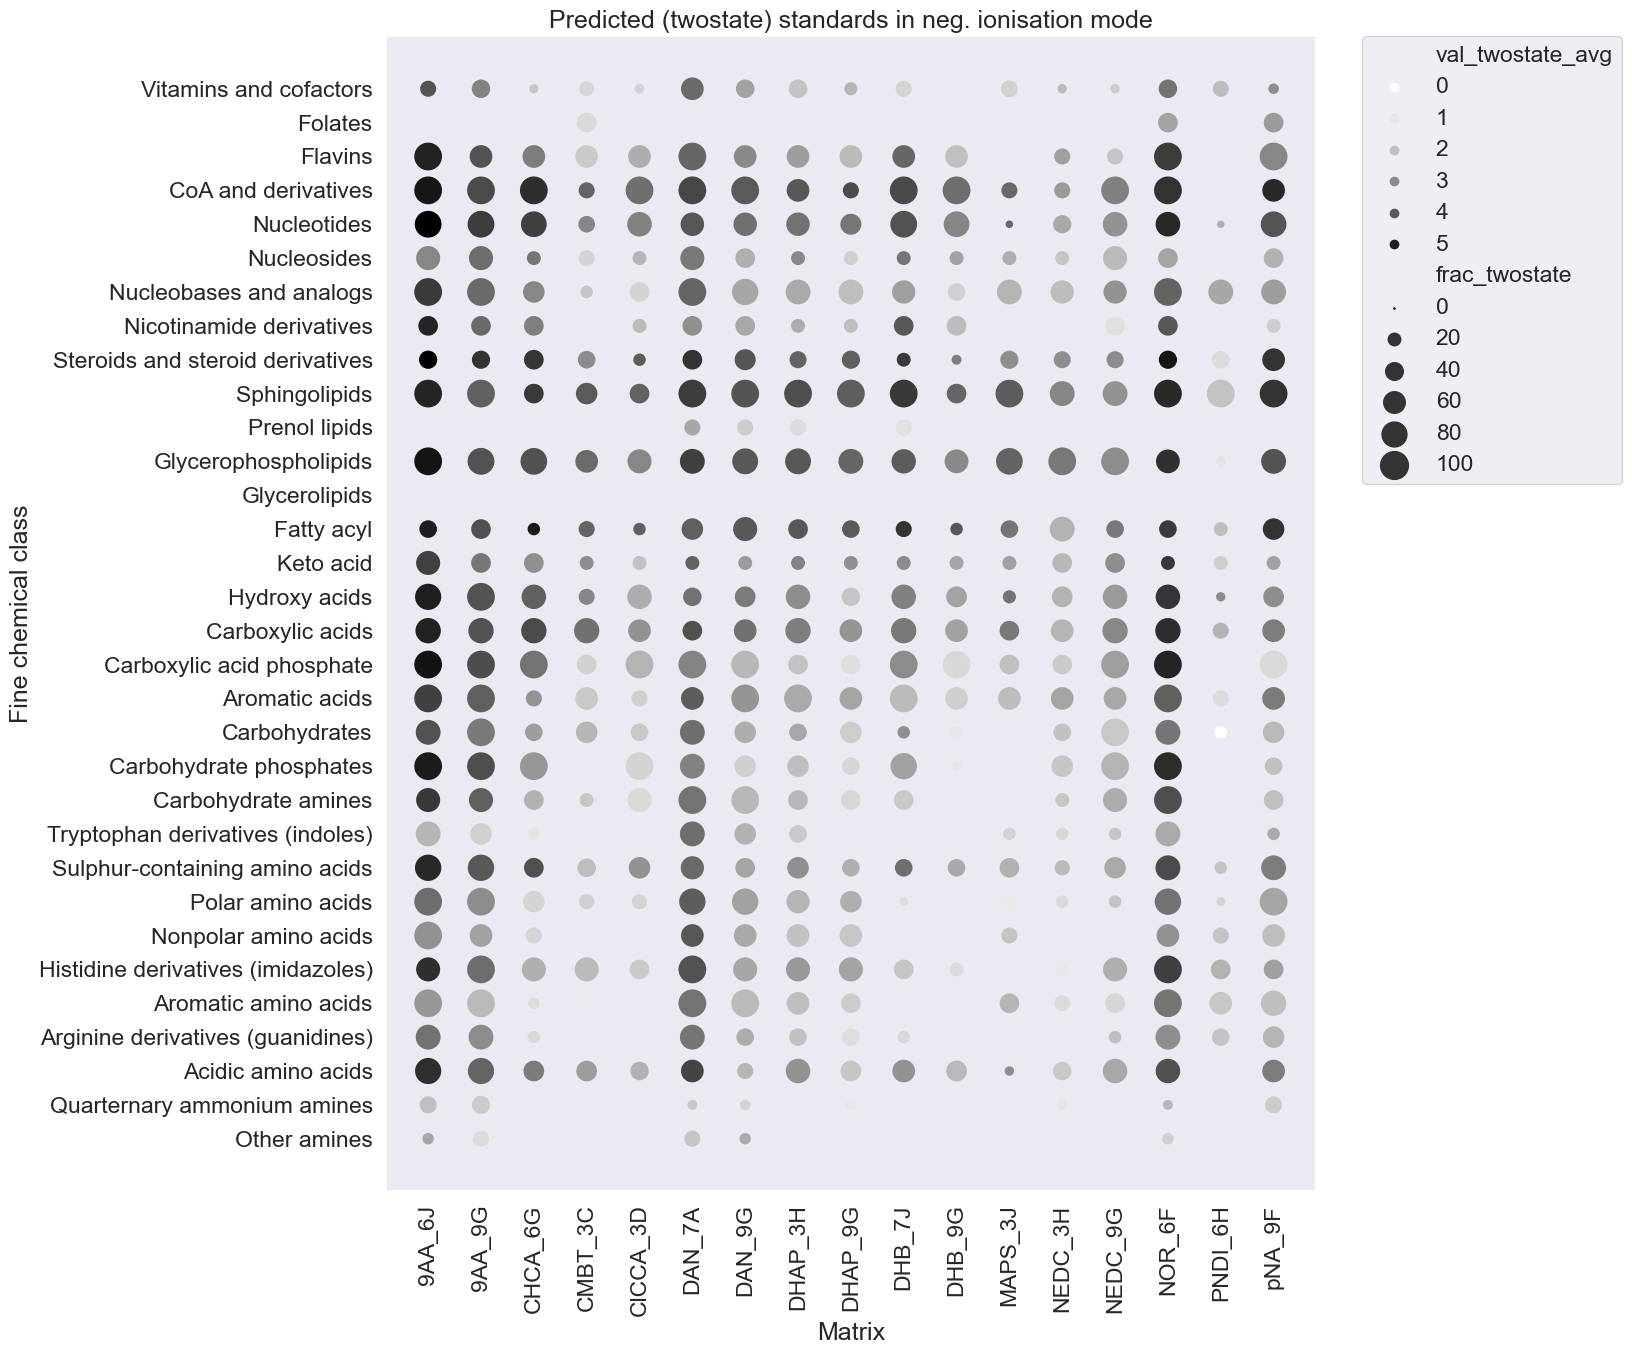 Predicted (twostate) standards in neg. ionisation mode
Fine chemical class
Vitamins and cofactors
Folates
Flavins
CoA and derivatives
Nucleotides
Nucleosides
Nucleobases and analogs
Nicotinamide derivatives
Steroids and steroid derivatives
Sphingolipids
Prenol lipids
Glycerophospholipids
Glycerolipids
Fatty acyl
Keto acid
Hydroxy acids
Carboxylic acids
Carboxylic acid phosphate
Aromatic acids
Carbohydrates
Carbohydrate phosphates
Carbohydrate amines
Tryptophan derivatives (indoles)
Sulphur-containing amino acids
Polar amino acids
Nonpolar amino acids
Histidine derivatives (imidazoles)
Aromatic amino acids
Arginine derivatives (guanidines)
Acidic amino acids
Quarternary ammonium amines
Other amines
9AA_6J
9AA_9G
CHCA_6G
CMBT_3C
ClCCA_3D
DAN_7A
DAN_9G
DHAP_3H
DHAP_9G
DHB_7J
DHB_9G
MAPS_3J
NEDC_3H
NEDC_9G
NOR_6F
PNDI_6H
pNA_9F
Matrix
val_twostate_avg
0
1
2
3
4
5
frac_twostate
0
20
40
60
80
100